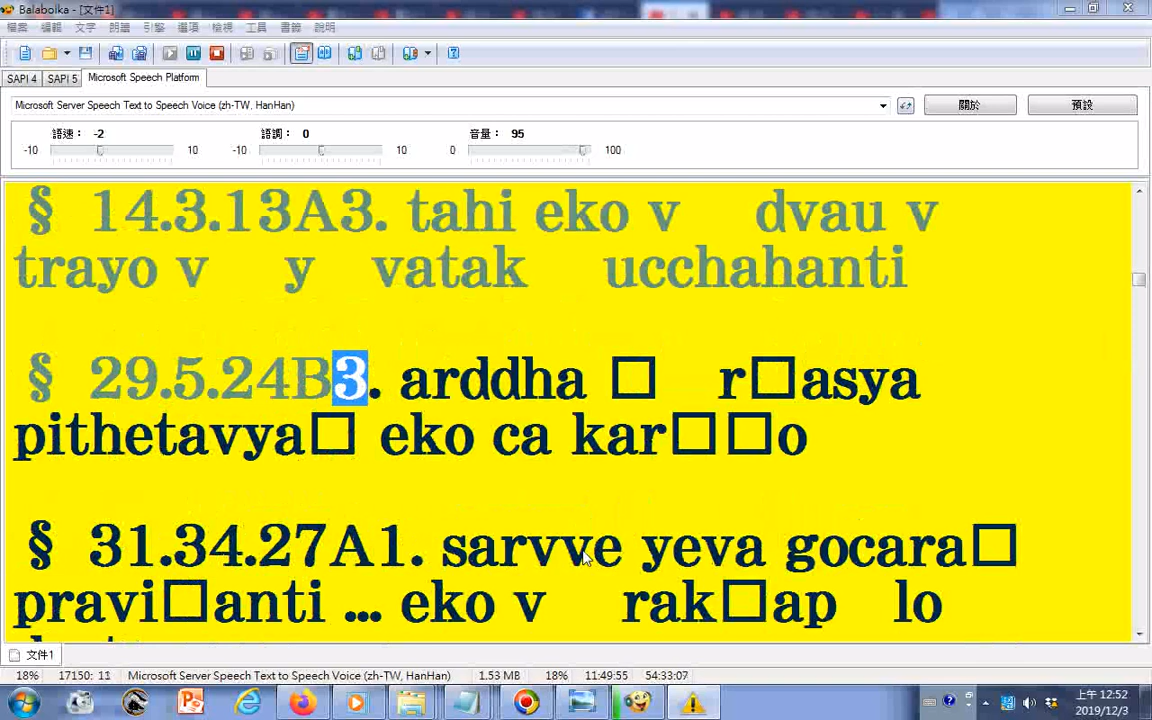 Balabolka - [文件1]
檔案 編輯 文字 朗讀 引擎 選項 檢視 工具 書籤 說明
SAPI 4 SAPI 5 Microsoft Speech Platform
Microsoft Server Speech Text to Speech Voice (zh-TW, HanHan) 關於 預設
語速： -2 語調： 0 音量： 95
-10 10 -10 10 0 100
§ 14.3.13A3. tahi eko v dvau v
trayo v y vatak ucchahanti
§ 29.5.24B3. arddha □ r□asya
pithetavya□ eko ca kar□□o
§ 31.34.27A1. sarvve yeva gocara□
pravi□anti ... eko v rak□ap lo
文件1
18% 17150: 11 Microsoft Server Speech Text to Speech Voice (zh-TW, HanHan) 1.53 MB 18% 11:49:55 54:33:07
上午 12:52
2019/12/3